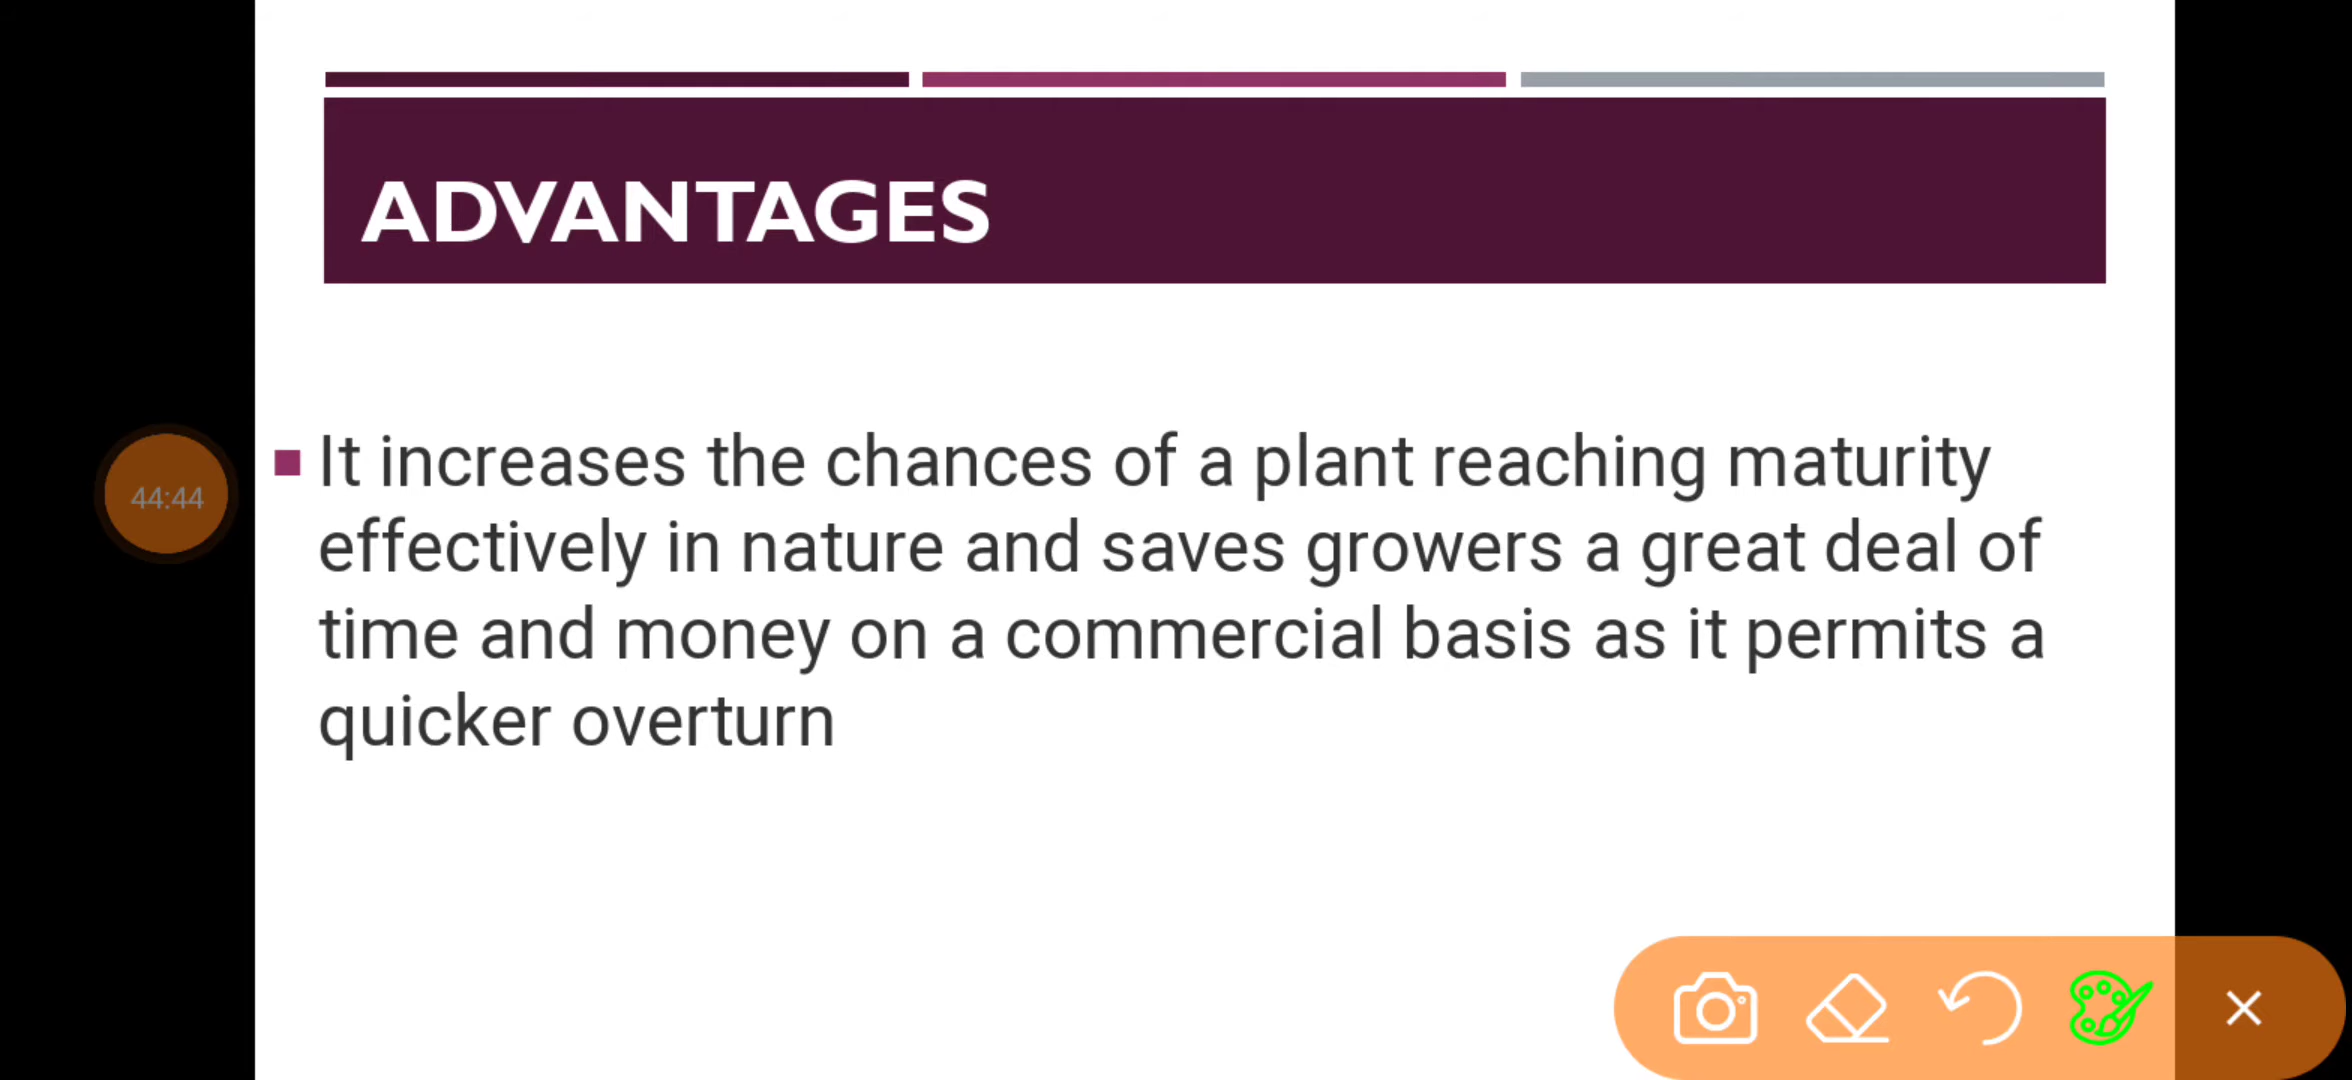 ADVANTAGES
44:44
It increases the chances of a plant reaching maturity
effectively in nature and saves growers a great deal of
time and money on a commercial basis as it permits a
quicker overturn